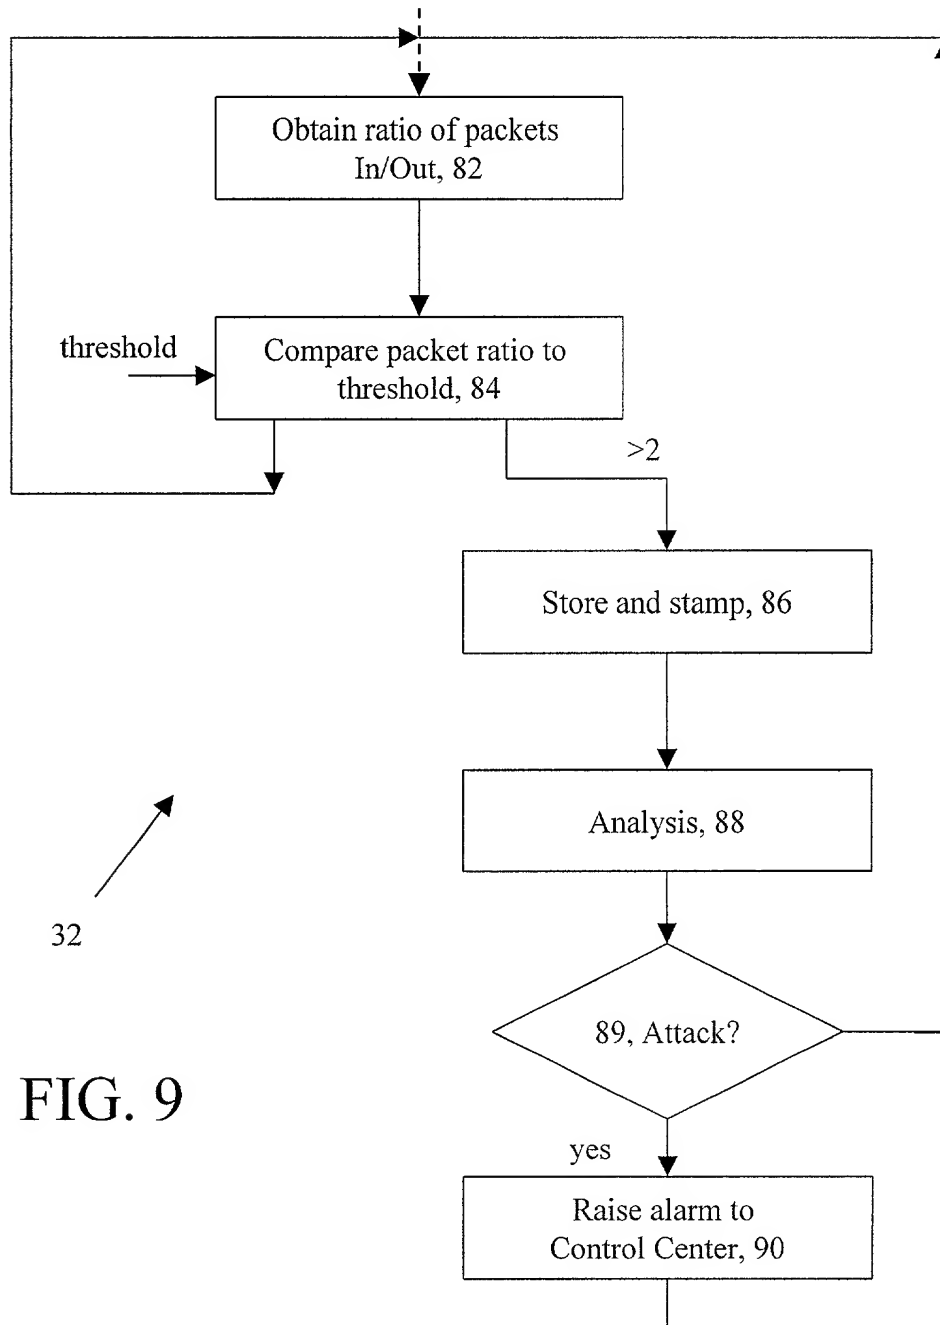 Obtain ratio of packets
In/Out, 82
threshold
Compare packet ratio to
threshold, 84
>2
Store and stamp, 86
Analysis, 88
32
89, Attack?
FIG. 9
yes
Raise alarm to
Control Center, 90